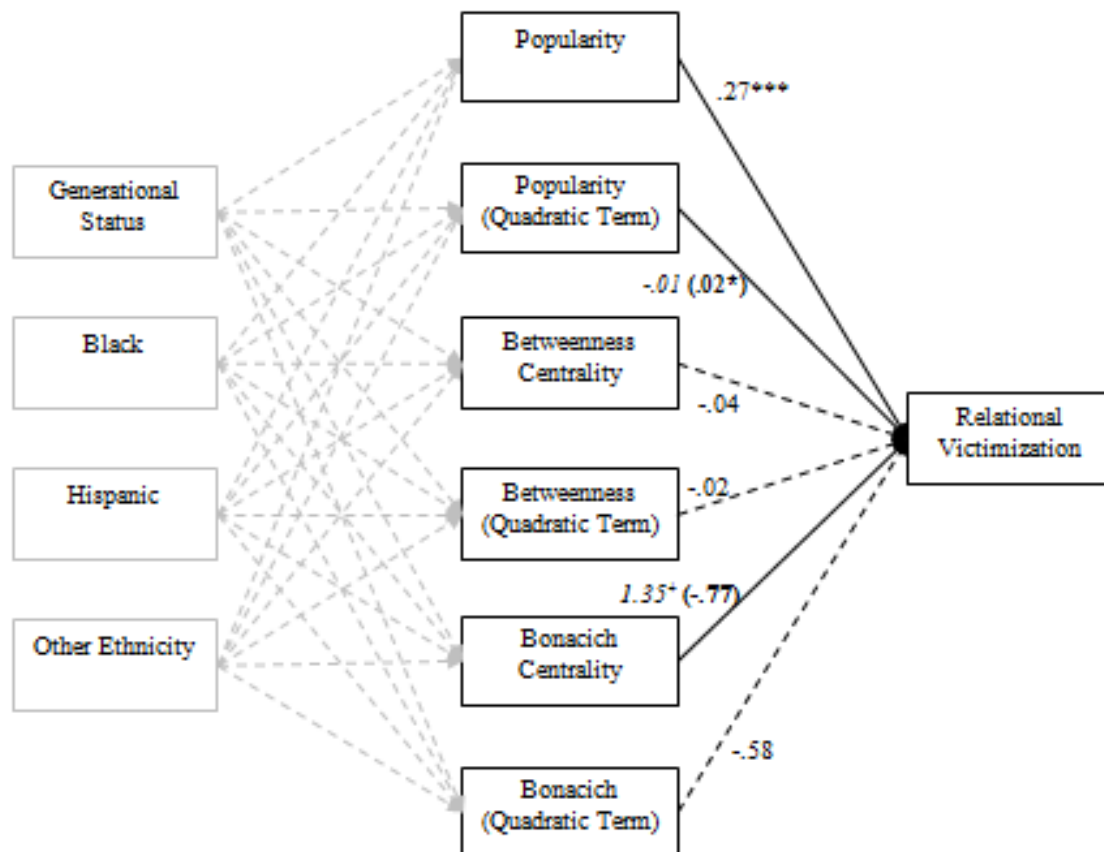 Popularity
.27***
Generational
Status
Popularity
(Quadratic Term)
-.01 (.02*)
Black
Betweenness
Centrality
-.04
Relational
Victimization
Hispanic
Betweenness
(Quadratic Term)
-.02
1.35⁺ (-.77)
Other Ethnicity
Bonacich
Centrality
-.58
Bonacich
(Quadratic Term)